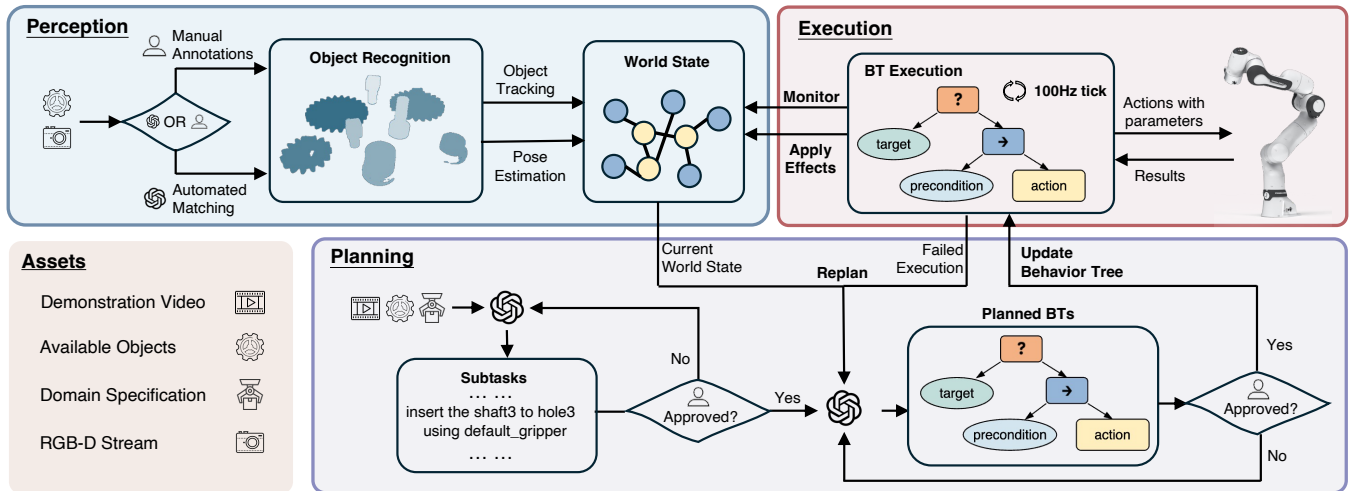 Perception
Manual
Annotations
OR
Automated
Matching
Object Recognition
Object
Tracking
Pose
Estimation
World State
Execution
Monitor
Apply
Effects
BT Execution
100Hz tick
?
target
→
precondition
action
Actions with
parameters
Results
Assets
Demonstration Video
Available Objects
Domain Specification
RGB-D Stream
Planning
Current
World State
Replan
Failed
Execution
Update
Behavior Tree
Subtasks
... ...
insert the shaft3 to hole3
using default_gripper
... ...
No
Approved?
Yes
Planned BTs
?
target
→
precondition
action
Yes
Approved?
No